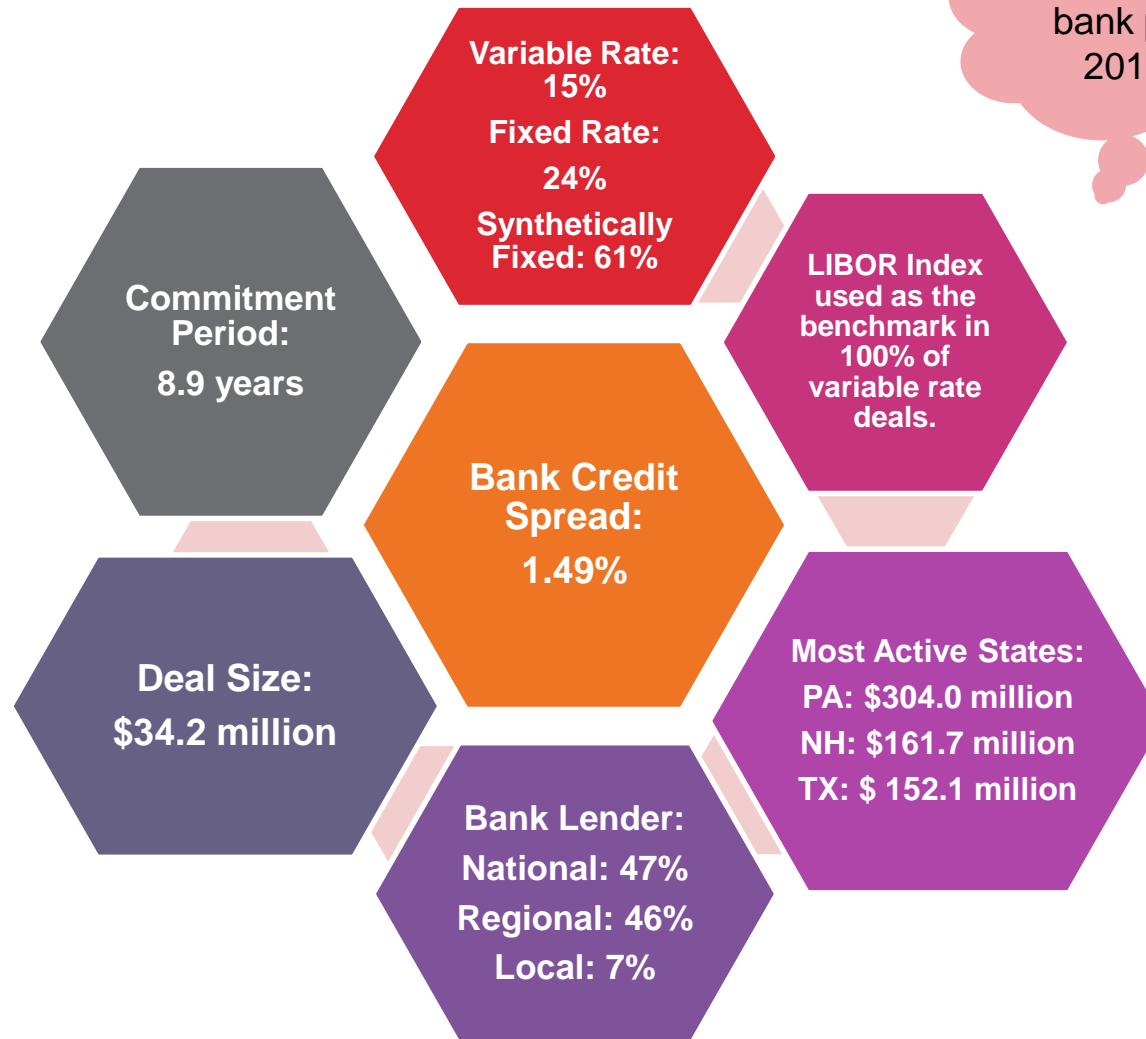 bank
201
Variable Rate:
15%
Fixed Rate:
24%
Synthetically
Fixed: 61%
LIBOR Index
used as the
benchmark in
100% of
variable rate
deals.
Commitment
Period:
8.9 years
Bank Credit
Spread:
1.49%
Deal Size:
$34.2 million
Most Active States:
PA: $304.0 million
NH: $161.7 million
TX: $ 152.1 million
Bank Lender:
National: 47%
Regional: 46%
Local: 7%